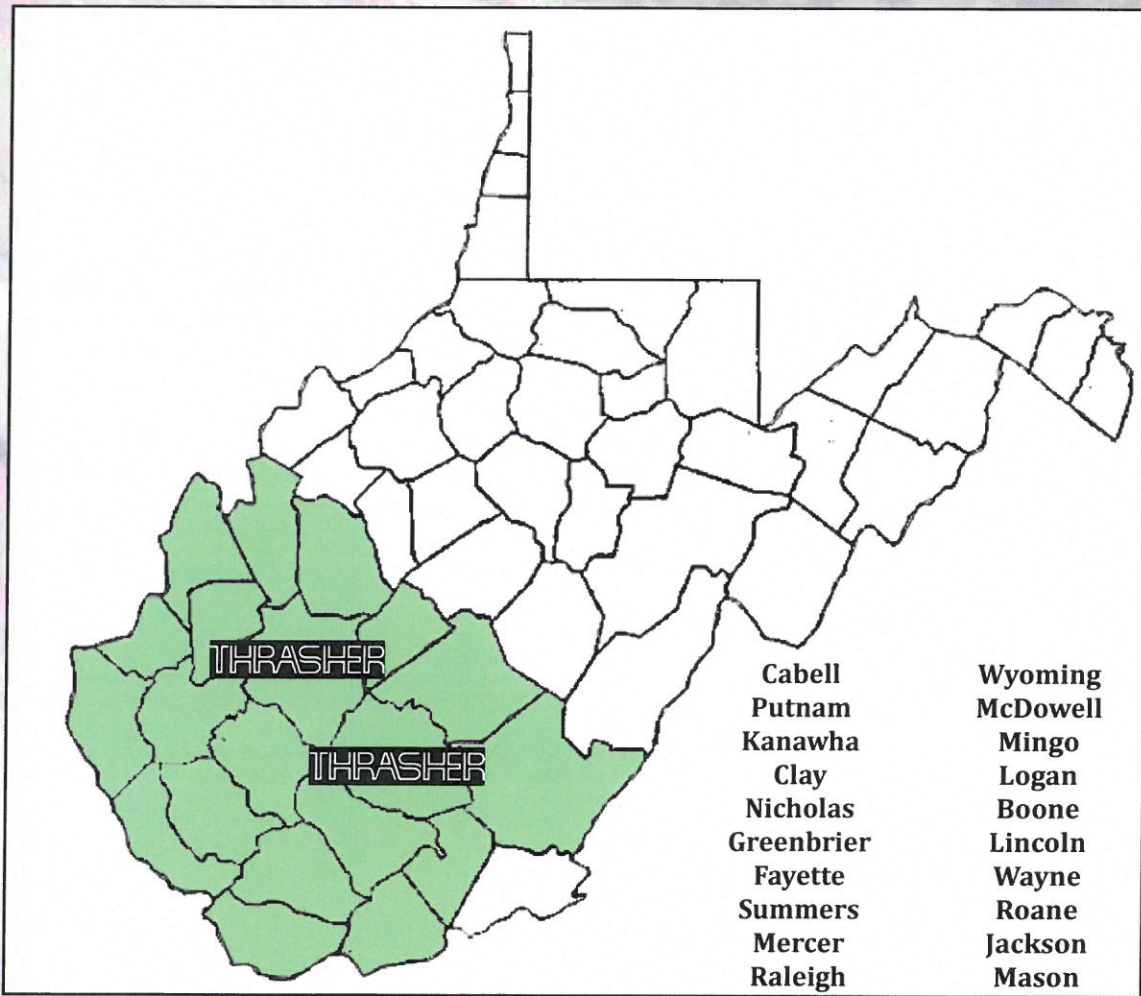 THRASHER
THRASHER
Cabell
Putnam
Kanawha
Clay
Nicholas
Greenbrier
Fayette
Summers
Mercer
Raleigh
Wyoming
McDowell
Mingo
Logan
Boone
Lincoln
Wayne
Roane
Jackson
Mason